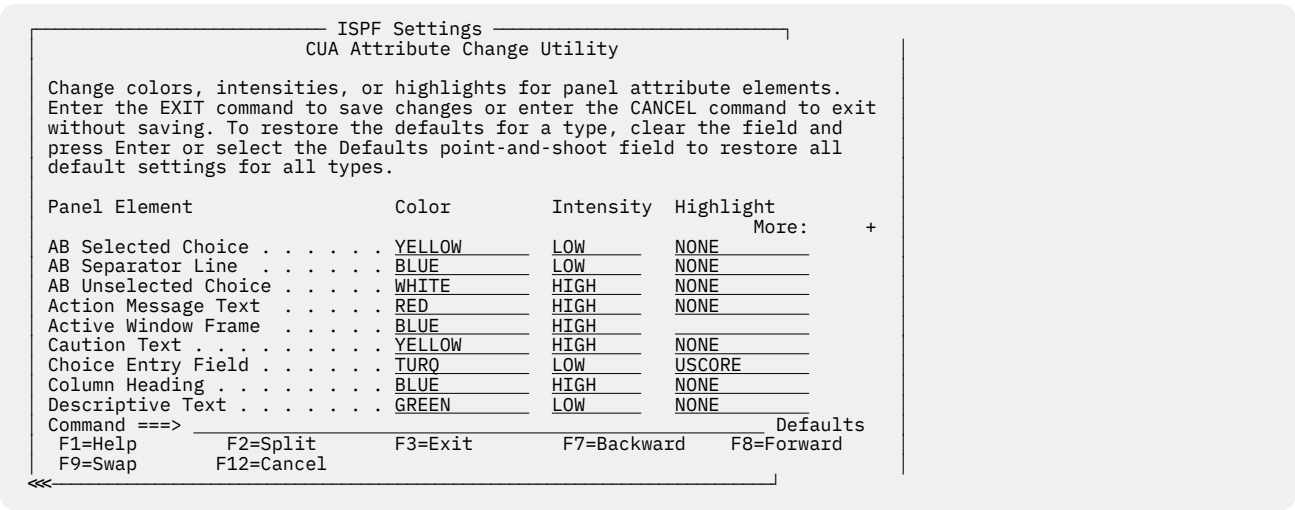 ISPF Settings
CUA Attribute Change Utility
Change colors, intensities, or highlights for panel attribute elements.
Enter the EXIT command to save changes or enter the CANCEL command to exit
without saving. To restore the defaults for a type, clear the field and
press Enter or select the Defaults point-and-shoot field to restore all
default settings for all types.
Panel Element Color Intensity Highlight
More: +
AB Selected Choice . . . . . . YELLOW LOW NONE
AB Separator Line . . . . . . BLUE LOW NONE
AB Unselected Choice . . . . . WHITE HIGH NONE
Action Message Text . . . . . RED HIGH NONE
Active Window Frame . . . . . BLUE HIGH
Caution Text . . . . . . . . . YELLOW HIGH NONE
Choice Entry Field . . . . . . TURQ LOW USCORE
Column Heading . . . . . . . . BLUE HIGH NONE
Descriptive Text . . . . . . . GREEN LOW NONE
Command ===> Defaults
F1=Help F2=Split F3=Exit F7=Backward F8=Forward
F9=Swap F12=Cancel
<<<